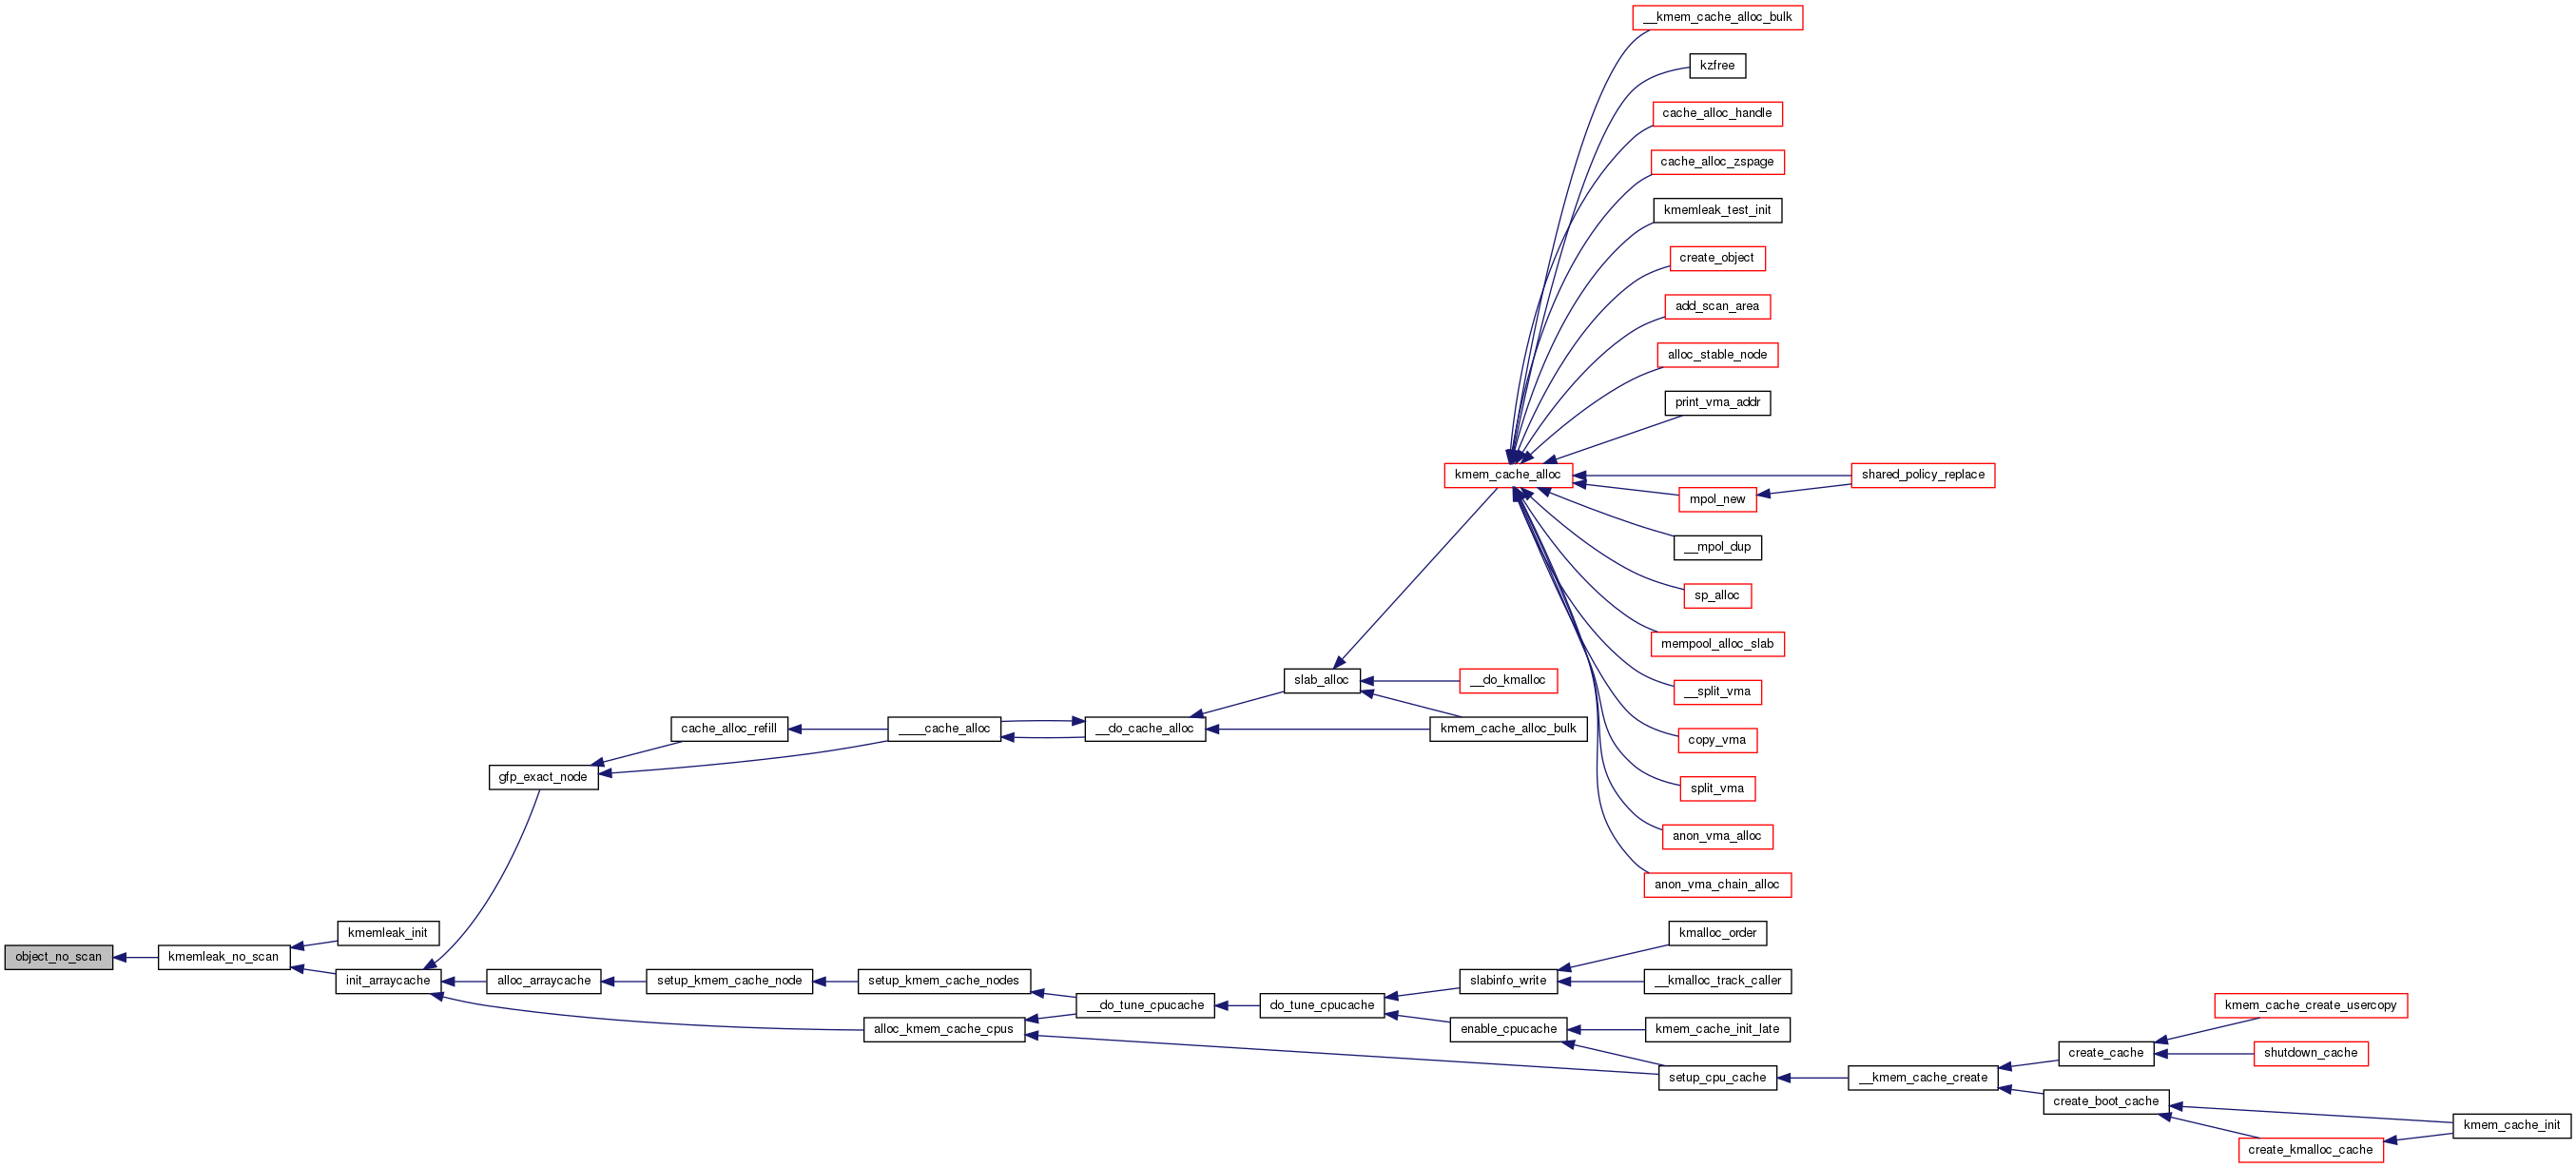 __kmem_cache_alloc_bulk
kzfree
cache_alloc_handle
cache_alloc_zspage
kmemleak_test_init
create_object
add_scan_area
alloc_stable_node
print_vma_addr
kmem_cache_alloc
shared_policy_replace
mpol_new
__mpol_dup
sp_alloc
mempool_alloc_slab
slab_alloc
__do_kmalloc
__split_vma
cache_alloc_refill
____cache_alloc
__do_cache_alloc
kmem_cache_alloc_bulk
copy_vma
gfp_exact_node
split_vma
anon_vma_alloc
anon_vma_chain_alloc
kmemleak_init
kmalloc_order
object_no_scan
kmemleak_no_scan
init_arraycache
alloc_arraycache
setup_kmem_cache_node
setup_kmem_cache_nodes
slabinfo_write
__kmalloc_track_caller
__do_tune_cpucache
do_tune_cpucache
kmem_cache_create_usercopy
alloc_kmem_cache_cpus
enable_cpucache
kmem_cache_init_late
create_cache
shutdown_cache
setup_cpu_cache
__kmem_cache_create
create_boot_cache
kmem_cache_init
create_kmalloc_cache